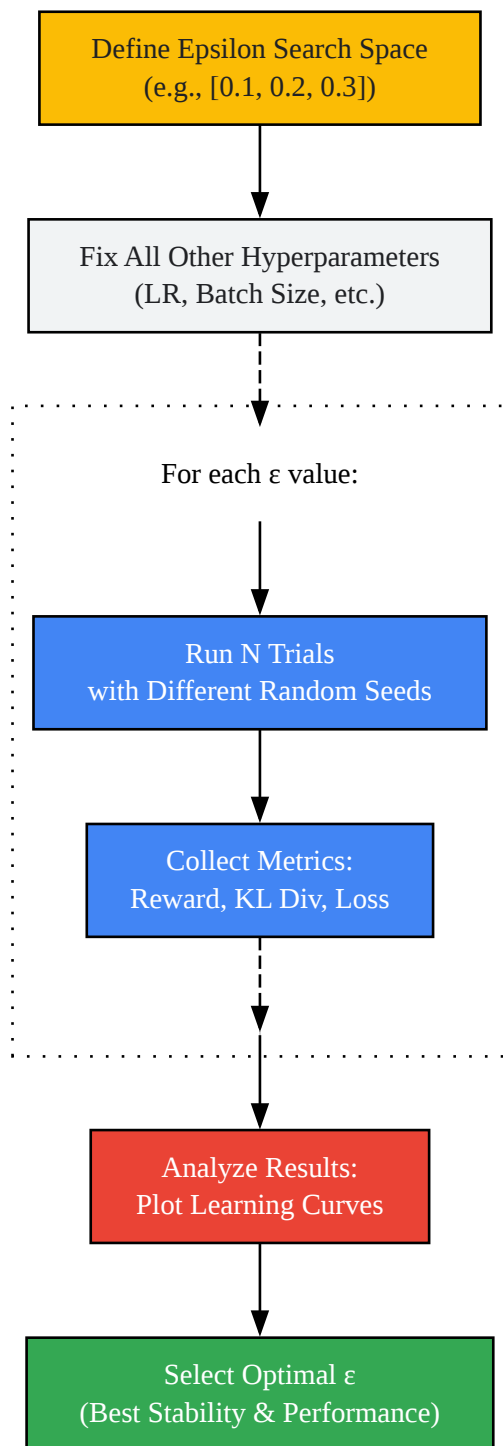 Define Epsilon Search Space
(e.g., [0.1, 0.2, 0.3])
Fix All Other Hyperparameters
(LR, Batch Size, etc.)
For each ε value:
Run N Trials
with Different Random Seeds
Collect Metrics:
Reward, KL Div, Loss
Analyze Results:
Plot Learning Curves
Select Optimal ε
(Best Stability & Performance)